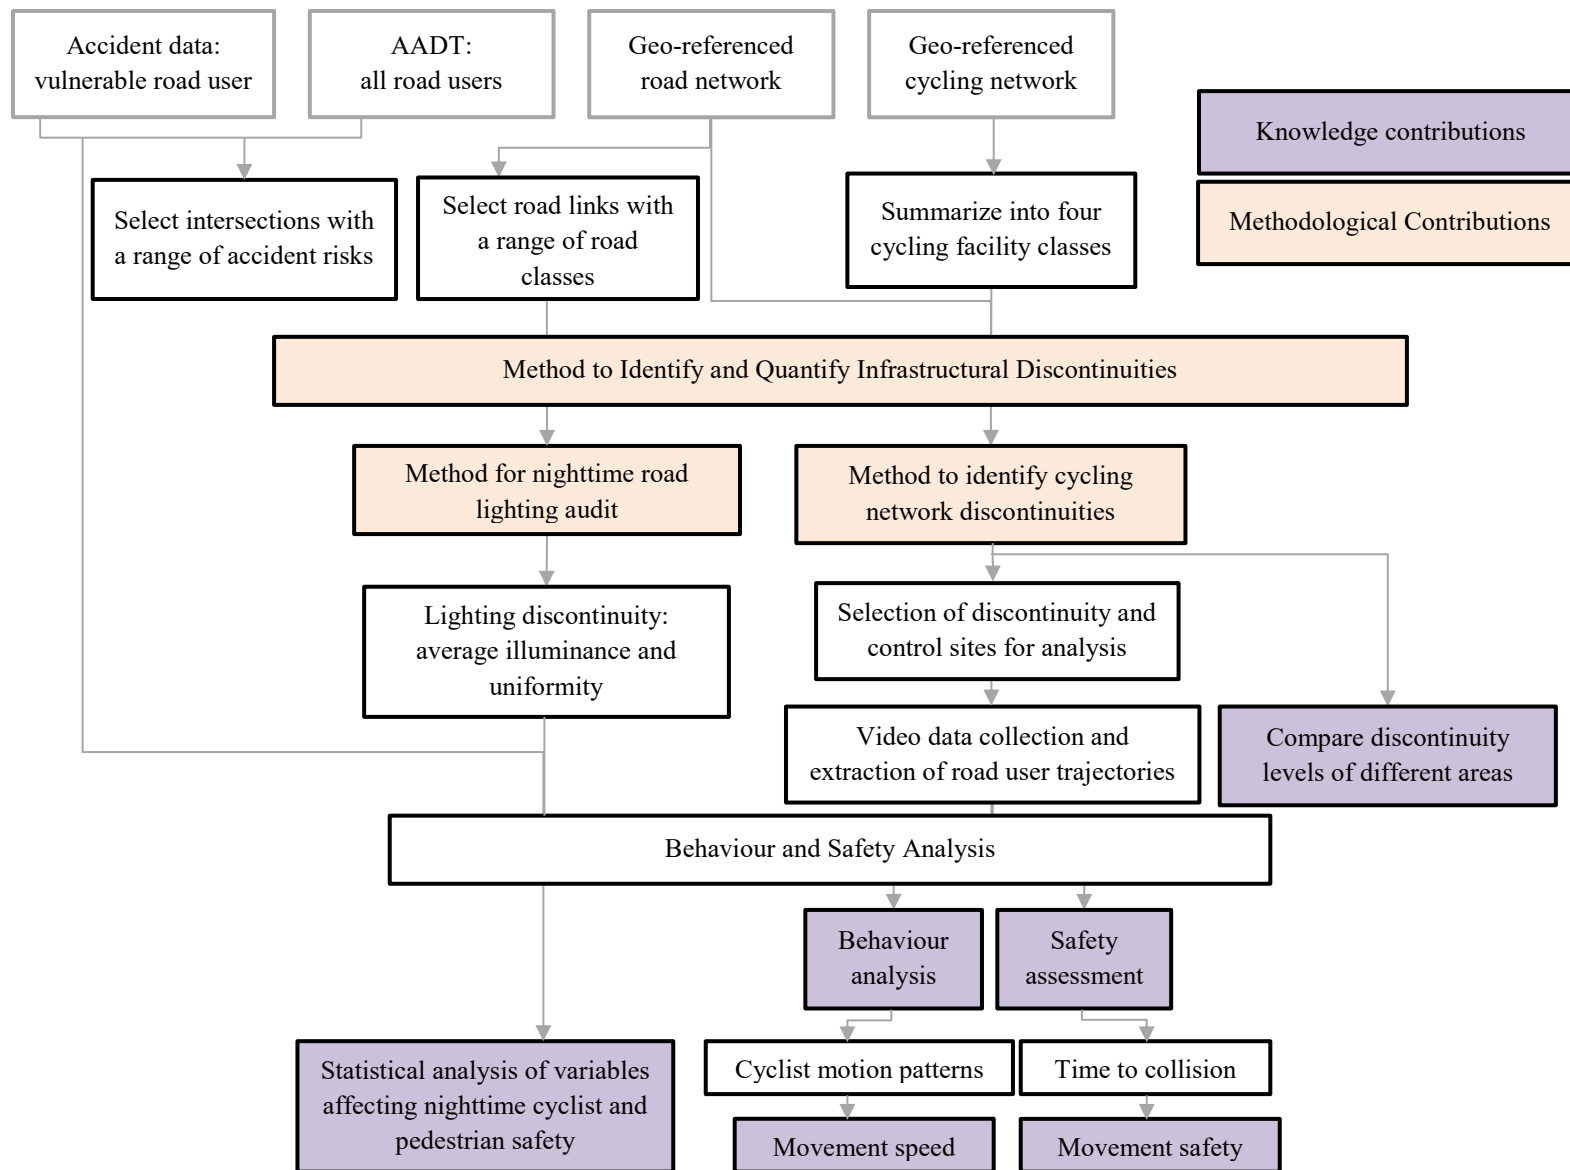 Accident data:
vulnerable road user
AADT:
all road users
Geo-referenced
road network
Geo-referenced
cycling network
Knowledge contributions
Methodological Contributions
Select intersections with
a range of accident risks
Select road links with
a range of road
classes
Summarize into four
cycling facility classes
Method to Identify and Quantify Infrastructural Discontinuities
Method for nighttime road
lighting audit
Method to identify cycling
network discontinuities
Lighting discontinuity:
average illuminance and
uniformity
Selection of discontinuity and
control sites for analysis
Video data collection and
extraction of road user trajectories
Compare discontinuity
levels of different areas
Behaviour and Safety Analysis
Behaviour
analysis
Safety
assessment
Statistical analysis of variables
affecting nighttime cyclist and
pedestrian safety
Cyclist motion patterns
Time to collision
Movement speed
Movement safety